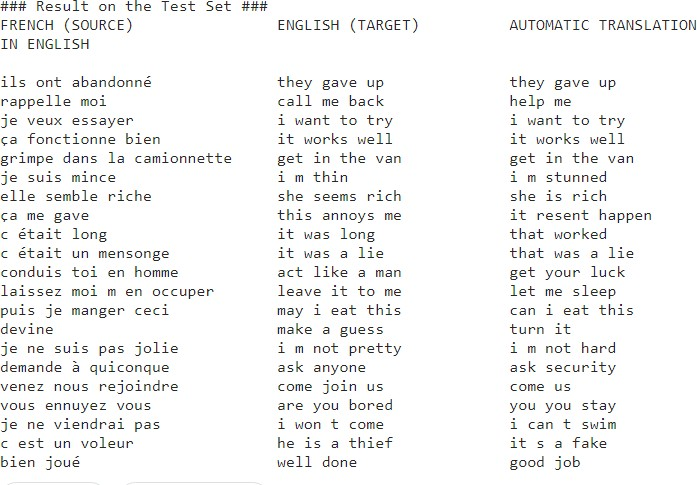 ### Result on the Test Set ###
FRENCH (SOURCE) ENGLISH (TARGET) AUTOMATIC TRANSLATION
IN ENGLISH
ils ont abandonné they gave up they gave up
rappelle moi call me back help me
je veux essayer i want to try i want to try
ça fonctionne bien it works well it works well
grimpe dans la camionnette get in the van get in the van
je suis mince i m thin i m stunned
elle semble riche she seems rich she is rich
ça me gave this annoys me it resent happen
c était long it was long that worked
c était un mensonge it was a lie that was a lie
conduis toi en homme act like a man get your luck
laissez moi m en occuper leave it to me let me sleep
puis je manger ceci may i eat this can i eat this
devine make a guess turn it
je ne suis pas jolie i m not pretty i m not hard
demande à quiconque ask anyone ask security
venez nous rejoindre come join us come us
vous ennuyez vous are you bored you you stay
je ne viendrai pas i won t come i can t swim
c est un voleur he is a thief it s a fake
bien joué well done good job